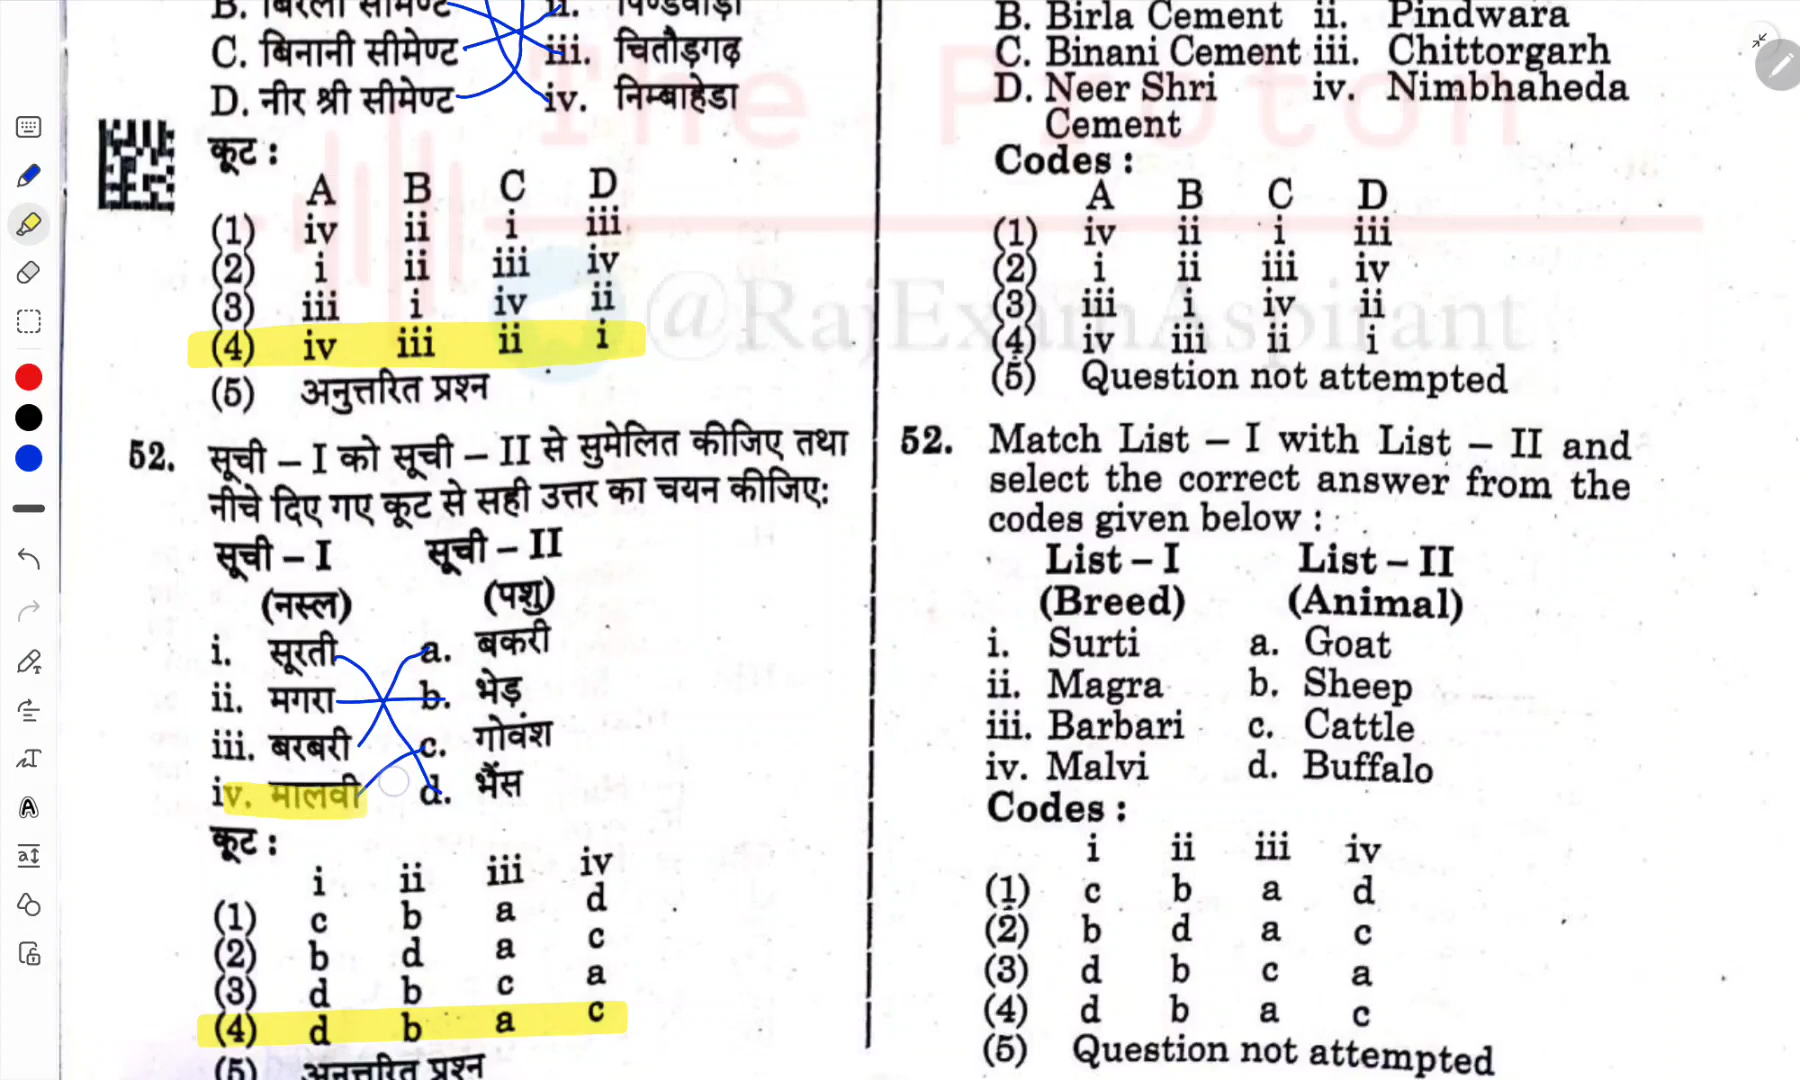 B. बिरला सीमेण्ट ii. पिण्डवाड़ा
C. बिनानी सीमेण्ट iii. चितौड़गढ़
D. नीर श्री सीमेण्ट iv. निम्बाहेडा
कूट :
A B C D
(1) iv ii i iii
(2) i ii iii iv
(3) iii i iv ii
(4) iv iii ii i
(5) अनुत्तरित प्रश्न
52. सूची – I को सूची – II से सुमेलित कीजिए तथा
नीचे दिए गए कूट से सही उत्तर का चयन कीजिए:
सूची – I सूची – II
(नस्ल) (पशु)
i. सूरती a. बकरी
ii. मगरा b. भेड़
iii. बरबरी c. गोवंश
iv. मालवी d. भैंस
कूट :
i ii iii iv
(1) c b a d
(2) b d a c
(3) d b c a
(4) d b a c
(5) अनुत्तरित प्रश्न
B. Birla Cement ii. Pindwara
C. Binani Cement iii. Chittorgarh
D. Neer Shri iv. Nimbhaheda
Cement
Codes :
A B C D
(1) iv ii i iii
(2) i ii iii iv
(3) iii i iv ii
(4) iv iii ii i
(5) Question not attempted
52. Match List – I with List – II and
select the correct answer from the
codes given below :
List – I List – II
(Breed) (Animal)
i. Surti a. Goat
ii. Magra b. Sheep
iii. Barbari c. Cattle
iv. Malvi d. Buffalo
Codes :
i ii iii iv
(1) c b a d
(2) b d a c
(3) d b c a
(4) d b a c
(5) Question not attempted
The Proton
@RajExamAspirant